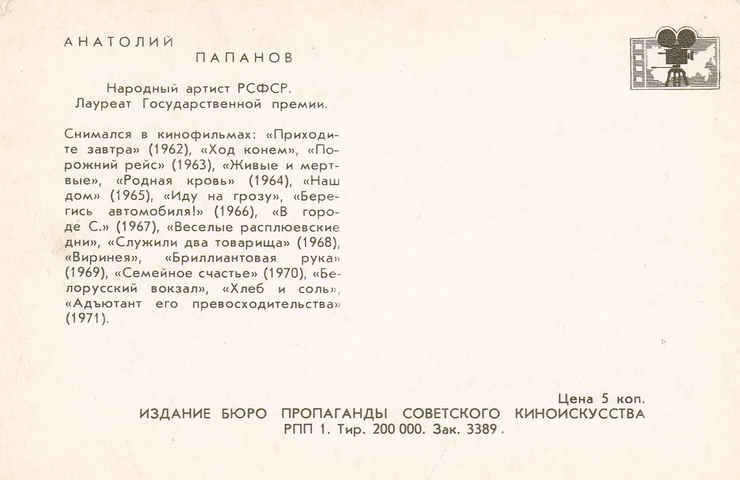 АНАТОЛИЙ
ПАПАНОВ
Народный артист РСФСР.
Лауреат Государственной премии.
Снимался в кинофильмах: «Приходи-
те завтра» (1962), «Ход конем», «По-
рожний рейс» (1963), «Живые и мерт-
вые», «Родная кровь» (1964), «Наш
дом» (1965), «Иду на грозу», «Бере-
гись автомобиля!» (1966), «В горо-
де С.» (1967), «Веселые расплюевские
дни», «Служили два товарища» (1968),
«Виринея», «Бриллиантовая рука»
(1969), «Семейное счастье» (1970), «Бе-
лорусский вокзал», «Хлеб и соль»,
«Адъютант его превосходительства»
(1971).
Цена 5 коп.
ИЗДАНИЕ БЮРО ПРОПАГАНДЫ СОВЕТСКОГО КИНОИСКУССТВА
РПП 1. Тир. 200 000. Зак. 3389.